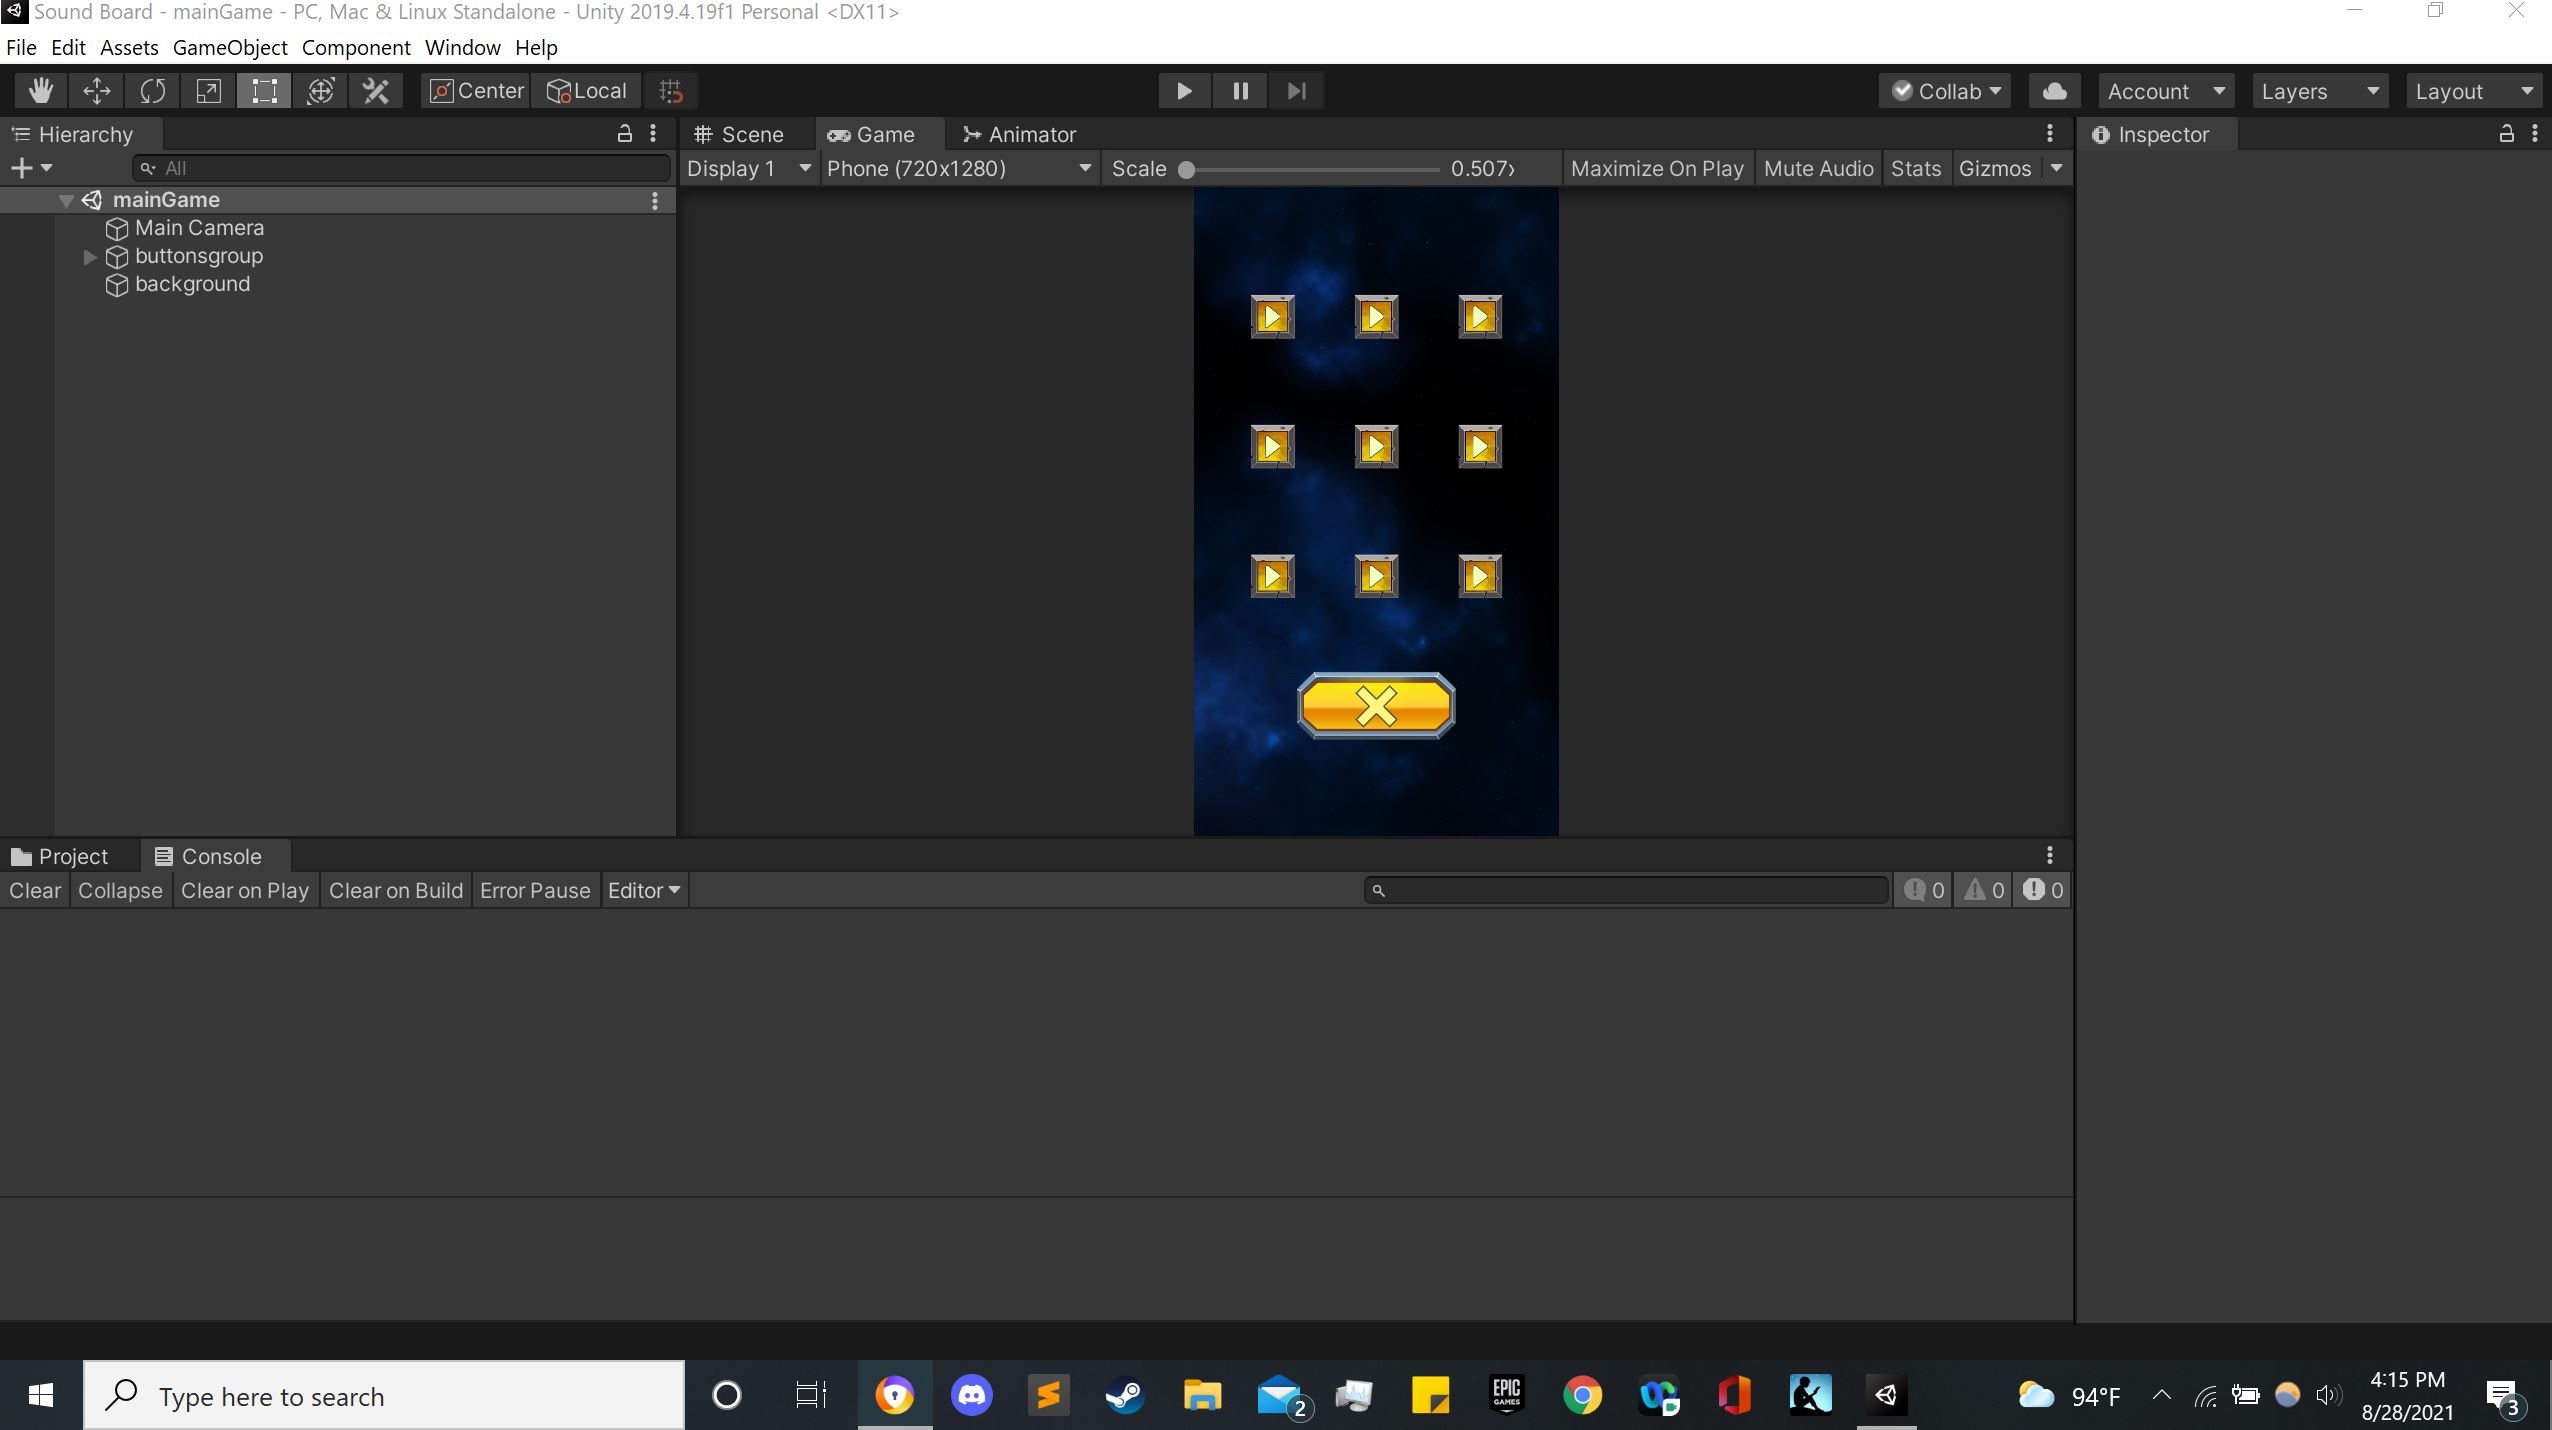 Sound Board - mainGame - PC, Mac & Linux Standalone - Unity 2019.4.19f1 Personal <DX11>
File Edit Assets GameObject Component Window Help
Center Local Collab Account Layers Layout
Hierarchy Scene Game Animator Inspector
All Display 1 Phone (720x1280) Scale 0.507x Maximize On Play Mute Audio Stats Gizmos
mainGame
Main Camera
buttonsgroup
background
Project Console
Clear Collapse Clear on Play Clear on Build Error Pause Editor 0 0 0
Type here to search 2 EPIC GAMES 94°F 4:15 PM 3
8/28/2021